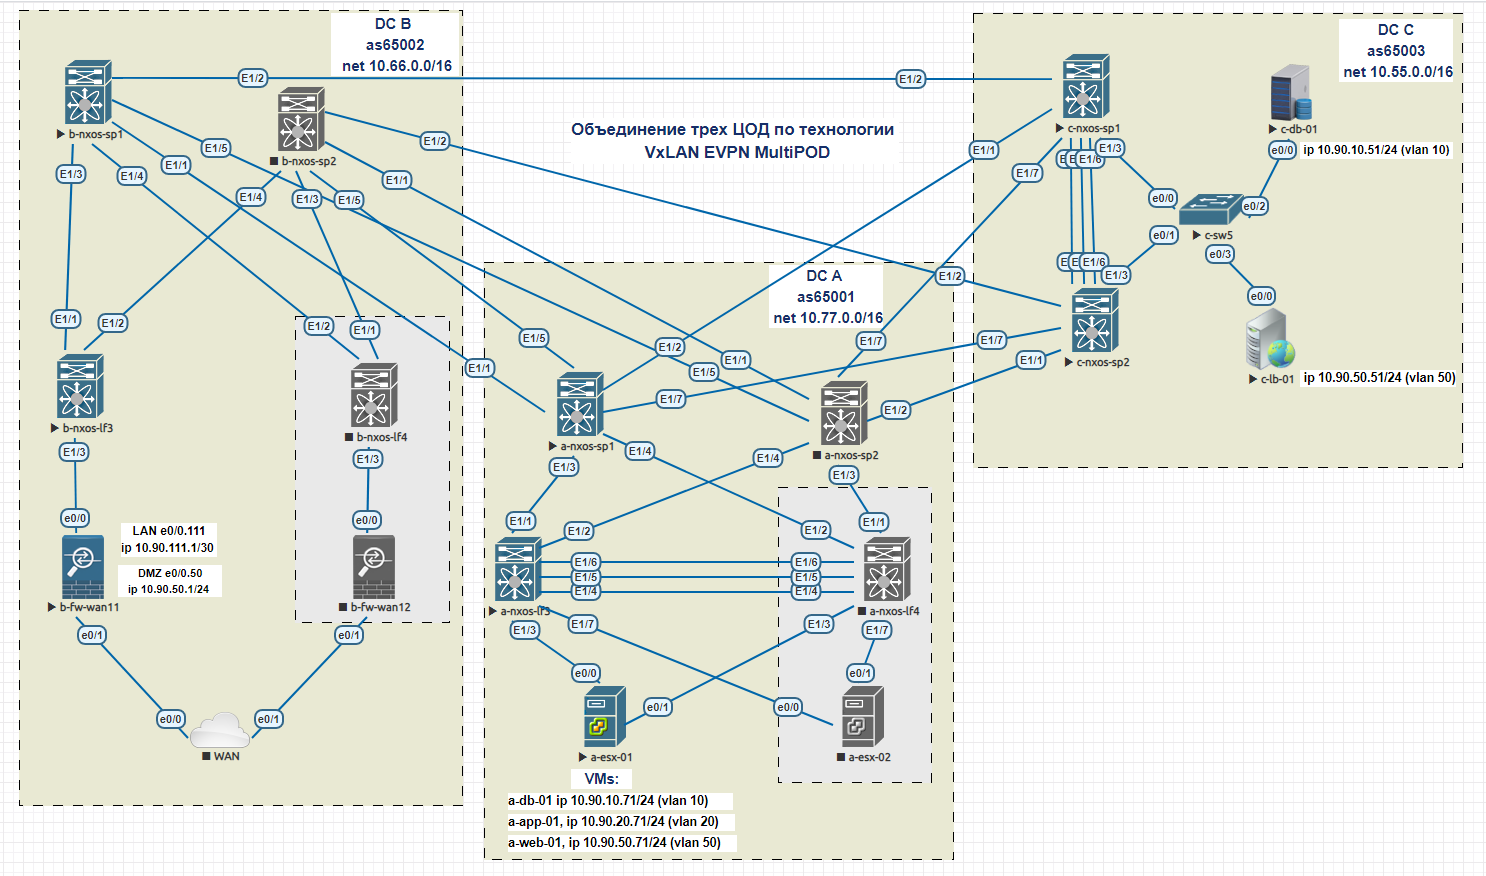 DC B
as65002
net 10.66.0.0/16
DC C
as65003
net 10.55.0.0/16
E1/2
E1/2
b-nxos-sp1
b-nxos-sp2
Объединение трех ЦОД по технологии
VxLAN EVPN MultiPOD
c-nxos-sp1
c-db-01
E1/2
E1/5
E1/1
E1/3
E1/4
E1/1
E1/4
E1/3
E1/5
E1/1
E1/7
E1/6
E1/3
e0/0
ip 10.90.10.51/24 (vlan 10)
e0/0
e0/2
c-sw5
e0/1
e0/3
E1/6
E1/3
E1/2
DC A
as65001
net 10.77.0.0/16
e0/0
E1/1
E1/2
E1/2
E1/1
E1/5
E1/2
E1/1
E1/7
E1/7
E1/1
c-nxos-sp2
c-lb-01
ip 10.90.50.51/24 (vlan 50)
E1/1
E1/5
E1/7
E1/2
b-nxos-lf3
b-nxos-lf4
a-nxos-sp1
a-nxos-sp2
E1/3
E1/3
E1/3
E1/4
E1/4
E1/3
e0/0
e0/0
E1/1
E1/2
E1/2
E1/1
LAN e0/0.111
ip 10.90.111.1/30
DMZ e0/0.50
ip 10.90.50.1/24
E1/6
E1/5
E1/4
E1/6
E1/5
E1/4
b-fw-wan11
b-fw-wan12
a-nxos-lf3
a-nxos-lf4
e0/1
e0/1
E1/3
E1/7
E1/3
E1/7
e0/0
e0/1
e0/1
e0/0
e0/0
e0/1
WAN
a-esx-01
a-esx-02
VMs:
a-db-01 ip 10.90.10.71/24 (vlan 10)
a-app-01, ip 10.90.20.71/24 (vlan 20)
a-web-01, ip 10.90.50.71/24 (vlan 50)